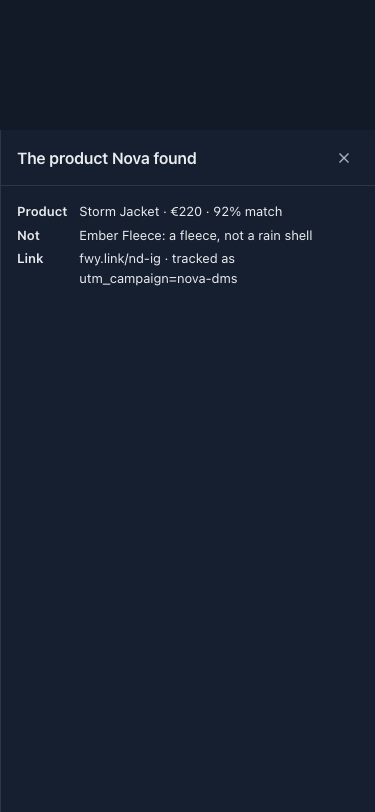 The product Nova found
Product Storm Jacket · €220 · 92% match
Not Ember Fleece: a fleece, not a rain shell
Link fwy.link/nd-ig · tracked as
utm_campaign=nova-dms